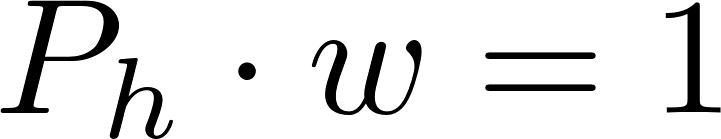 P_h · w = 1